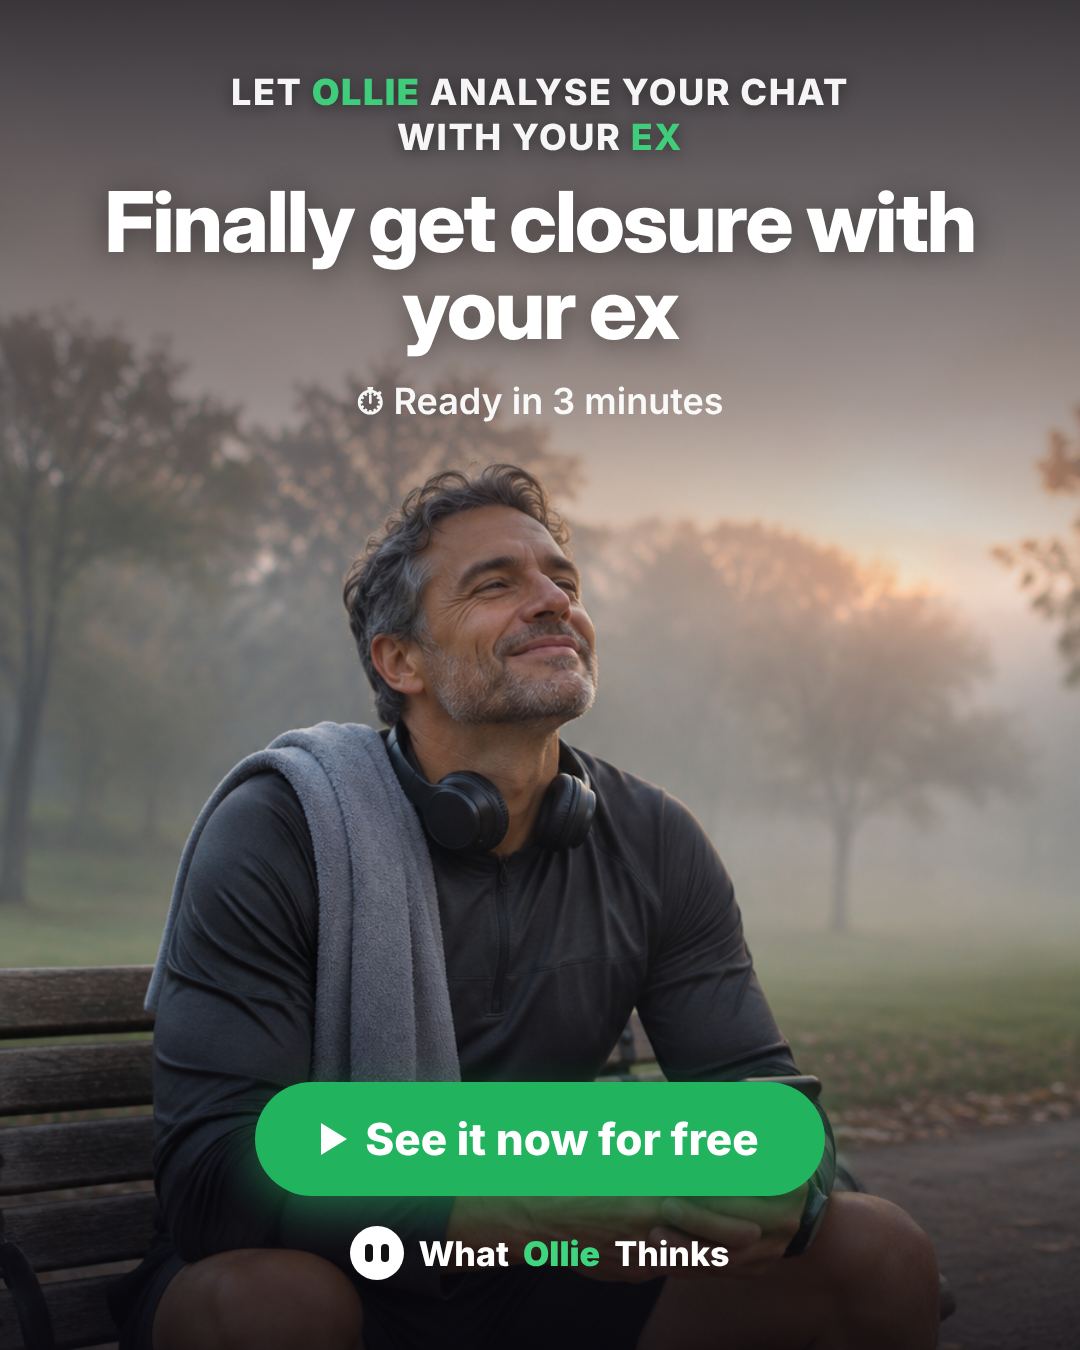 LET OLLIE ANALYSE YOUR CHAT
WITH YOUR EX
Finally get closure with
your ex
⏱ Ready in 3 minutes
▶ See it now for free
What Ollie Thinks